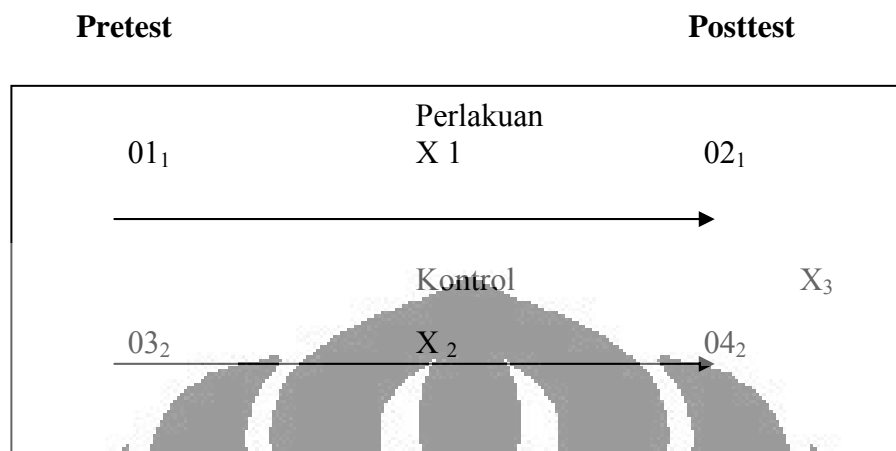 Pretest Posttest
Perlakuan
01₁ X 1 02₁
Kontrol X₃
03₂ X ₂ 04₂